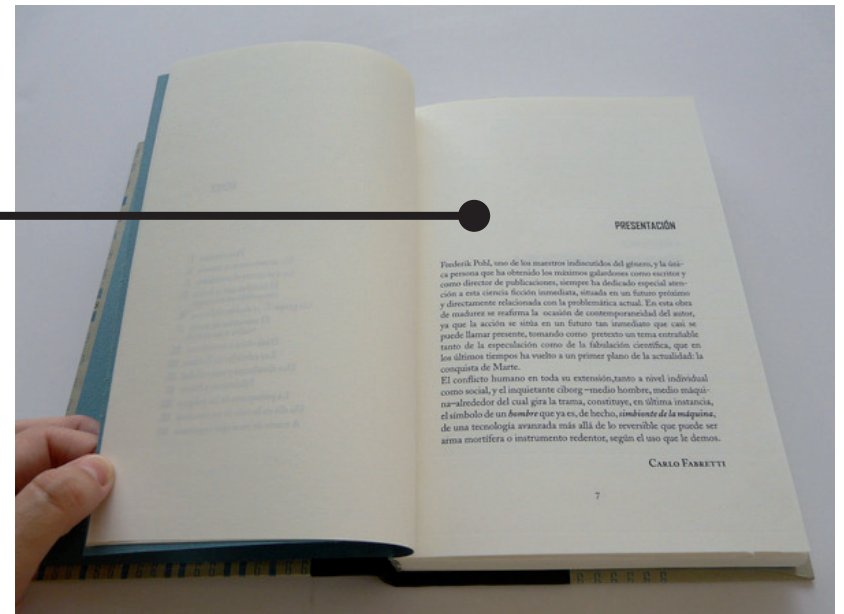 PRESENTACIÓN
Frederik Pohl, uno de los maestros indiscutidos del género, y la úni-
ca persona que ha obtenido los máximos galardones como escritor y
como director de publicaciones, siempre ha dedicado especial aten-
ción a esta ciencia ficción inmediata, situada en un futuro próximo
y directamente relacionada con la problemática actual. En esta obra
de madurez se reafirma la ocasión de contemporaneidad del autor,
ya que la acción se sitúa en un futuro tan inmediato que casi se
puede llamar presente, tomando como pretexto un tema entrañable
tanto de la especulación como de la fabulación científica, que en
los últimos tiempos ha vuelto a un primer plano de la actualidad: la
conquista de Marte.
El conflicto humano en toda su extensión,tanto a nivel individual
como social, y el inquietante ciborg —medio hombre, medio máqui-
na—alrededor del cual gira la trama, constituye, en última instancia,
el símbolo de un hombre que ya es, de hecho, simbionte de la máquina,
de una tecnología avanzada más allá de lo reversible que puede ser
arma mortífera o instrumento redentor, según el uso que le demos.
CARLO FABRETTI
7